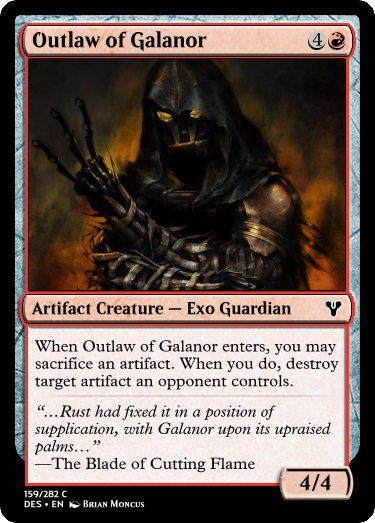 Outlaw of Galanor 4
Artifact Creature — Exo Guardian
When Outlaw of Galanor enters, you may
sacrifice an artifact. When you do, destroy
target artifact an opponent controls.
“…Rust had fixed it in a position of
supplication, with Galanor upon its upraised
palms…”
—The Blade of Cutting Flame
4/4
159/282 C
DES • EN Brian Moncus